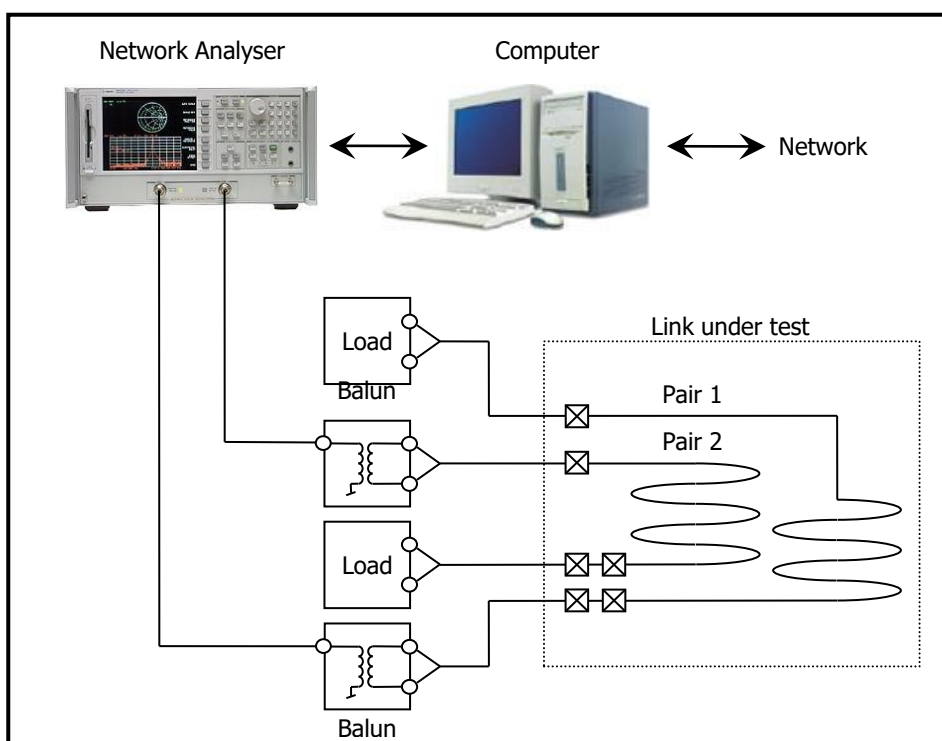 Network Analyser
Computer
Network
Load
Balun
Link under test
Pair 1
Pair 2
Load
Balun